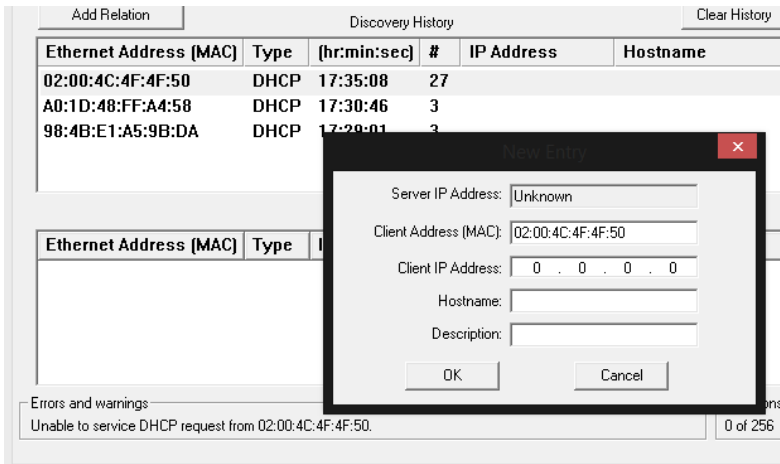 Add Relation
Discovery History
Clear History
Ethernet Address (MAC) Type (hr:min:sec) # IP Address Hostname
02:00:4C:4F:4F:50 DHCP 17:35:08 27
A0:1D:48:FF:A4:58 DHCP 17:30:46 3
98:4B:E1:A5:9B:DA DHCP 17:29:01 3
New Entry
Server IP Address: Unknown
Client Address (MAC): 02:00:4C:4F:4F:50
Client IP Address: 0 . 0 . 0 . 0
Hostname:
Description:
OK Cancel
Ethernet Address (MAC) Type
Errors and warnings
Unable to service DHCP request from 02:00:4C:4F:4F:50.
0 of 256